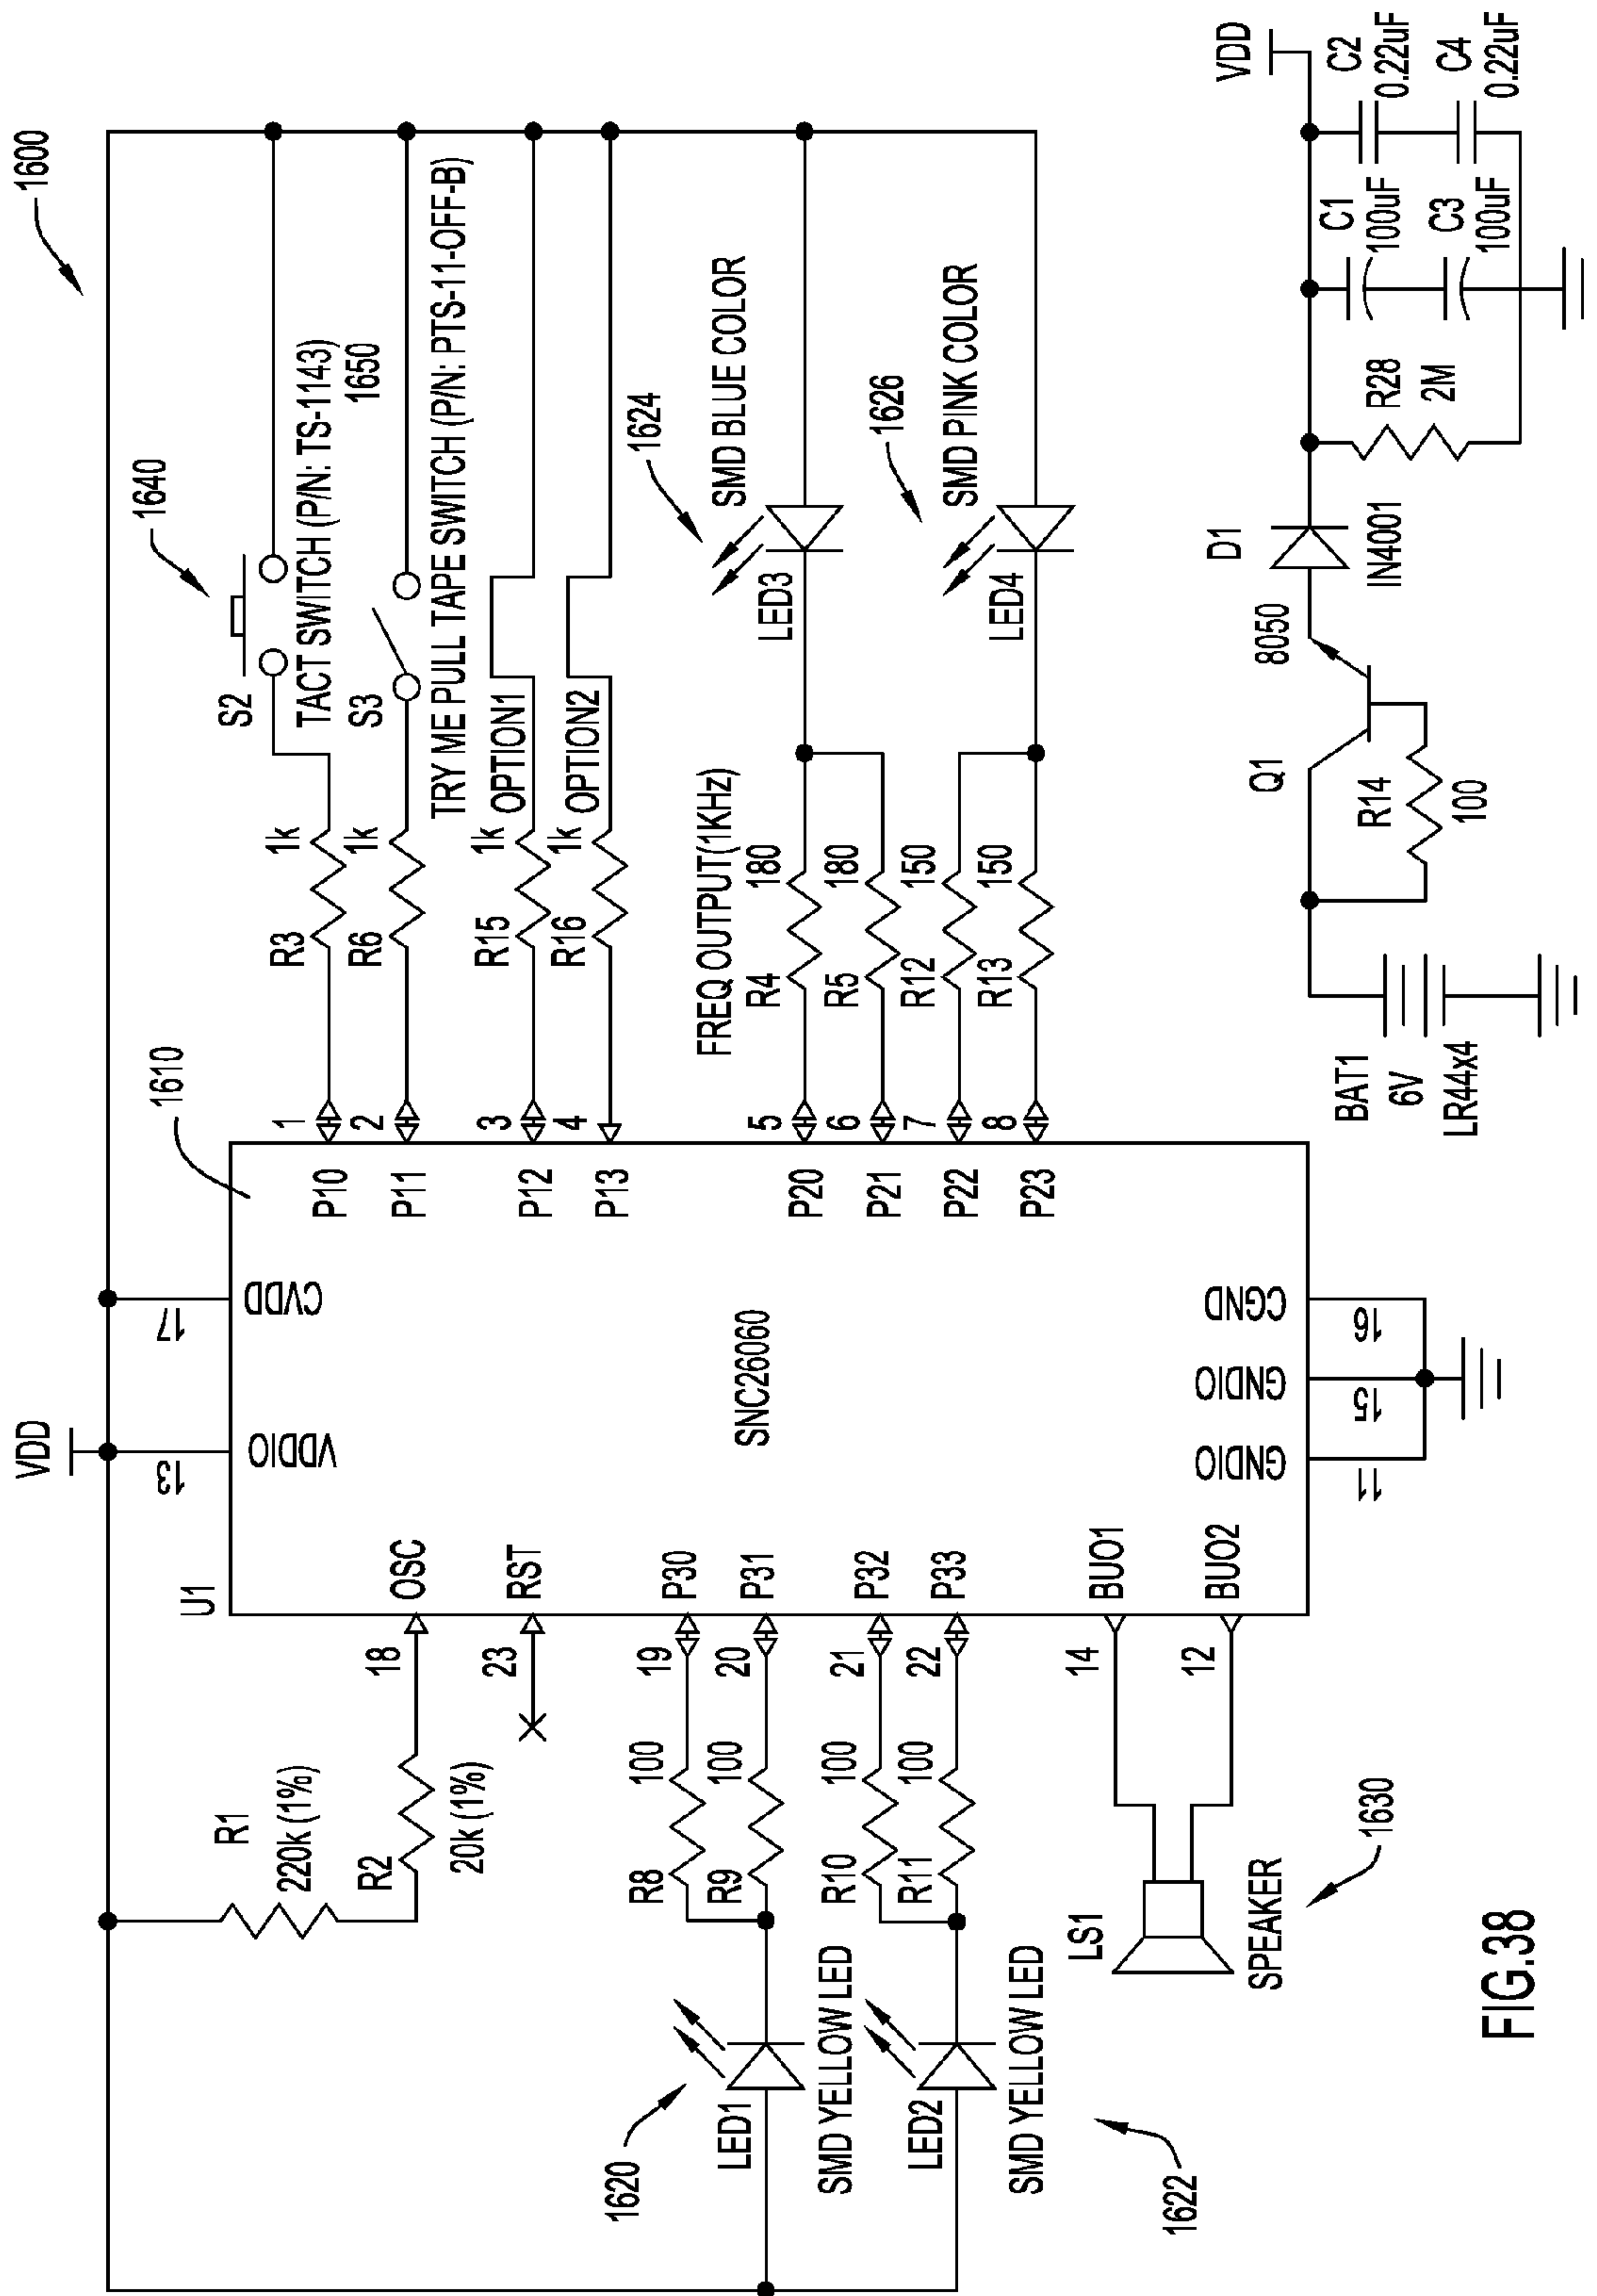 1600
VDD
13
17
VDDIO
CVDD
U1
1610
R1
220k (1%)
R2
20k (1%)
18
OSC
23
RST
19
P30
20
P31
21
P32
22
P33
14
BUO1
12
BUO2
SNC26060
GNDIO
GNDIO
CGND
11
15
16
R8
100
R9
100
R10
100
R11
100
1620
LED1
SMD YELLOW LED
LED2
SMD YELLOW LED
1622
LS1
SPEAKER
1630
P10
1
R3
1k
S2
1640
TACT SWITCH (P/N: TS-1143)
P11
2
R6
1k
S3
1650
TRY ME PULL TAPE SWITCH (P/N: PTS-11-OFF-B)
P12
3
R15
1k
OPTION1
P13
4
R16
1k
OPTION2
FREQ OUTPUT(1KHz)
P20
5
R4
180
P21
6
R5
180
P22
7
R12
150
P23
8
R13
150
LED3
SMD BLUE COLOR
1624
LED4
SMD PINK COLOR
1626
BAT1
6V
LR44x4
Q1
8050
R14
100
D1
IN4001
R28
2M
C1
100uF
C3
100uF
VDD
C2
0.22uF
C4
0.22uF
FIG.38